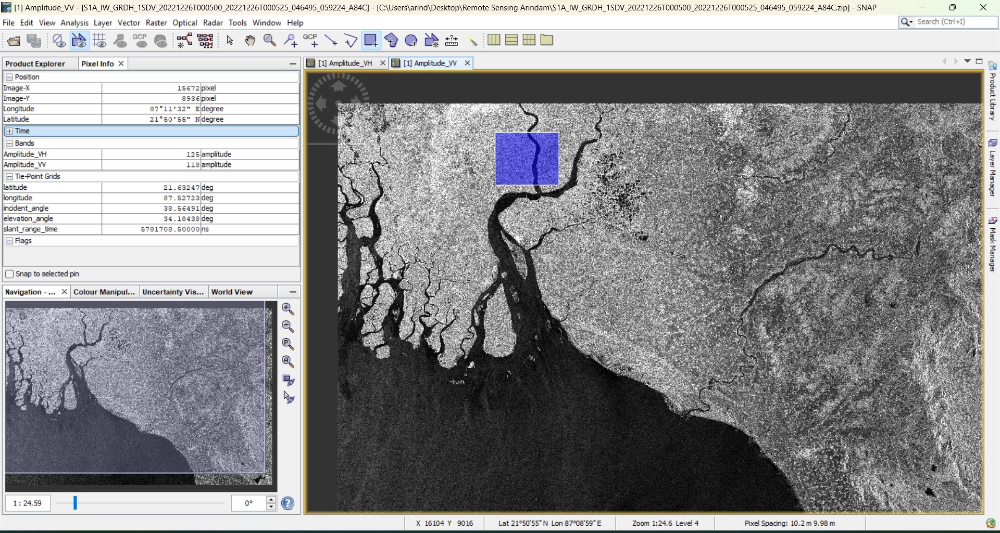 [1] Amplitude_VV - [S1A_IW_GRDH_1SDV_20221226T000500_20221226T000525_046495_059224_A84C] - [C:\Users\arind\Desktop\Remote Sensing Arindam\S1A_IW_GRDH_1SDV_20221226T000500_20221226T000525_046495_059224_A84C.zip] - SNAP
File Edit View Analysis Layer Vector Raster Optical Radar Tools Window Help
Search (Ctrl+I)
GCP GCP
Product Explorer Pixel Info
[1] Amplitude_VH [1] Amplitude_VV
Position
Image-X 15672 pixel
Image-Y 8936 pixel
Longitude 87°11'32" E degree
Latitude 21°50'55" N degree
Time
Bands
Amplitude_VH 125 amplitude
Amplitude_VV 118 amplitude
Tie-Point Grids
latitude 21.63247 deg
longitude 87.52723 deg
incident_angle 38.56491 deg
elevation_angle 34.18438 deg
slant_range_time 5781708.50000 ns
Flags
Snap to selected pin
Navigation - ... Colour Manipul... Uncertainty Vis... World View
1 : 24.59 0°
Product Library
Layer Manager
Mask Manager
X 16104 Y 9016 Lat 21°50'55" N Lon 87°08'59" E Zoom 1:24.6 Level 4 Pixel Spacing: 10.2 m 9.98 m